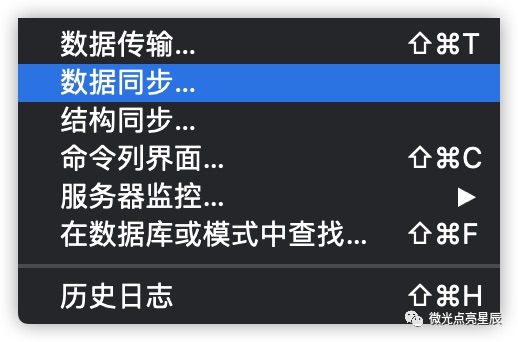 数据传输... ⇧⌘T
数据同步...
结构同步...
命令列界面... ⇧⌘C
服务器监控... ▶
在数据库或模式中查找... ⇧⌘F
历史日志 ⇧⌘H
微光点亮星辰